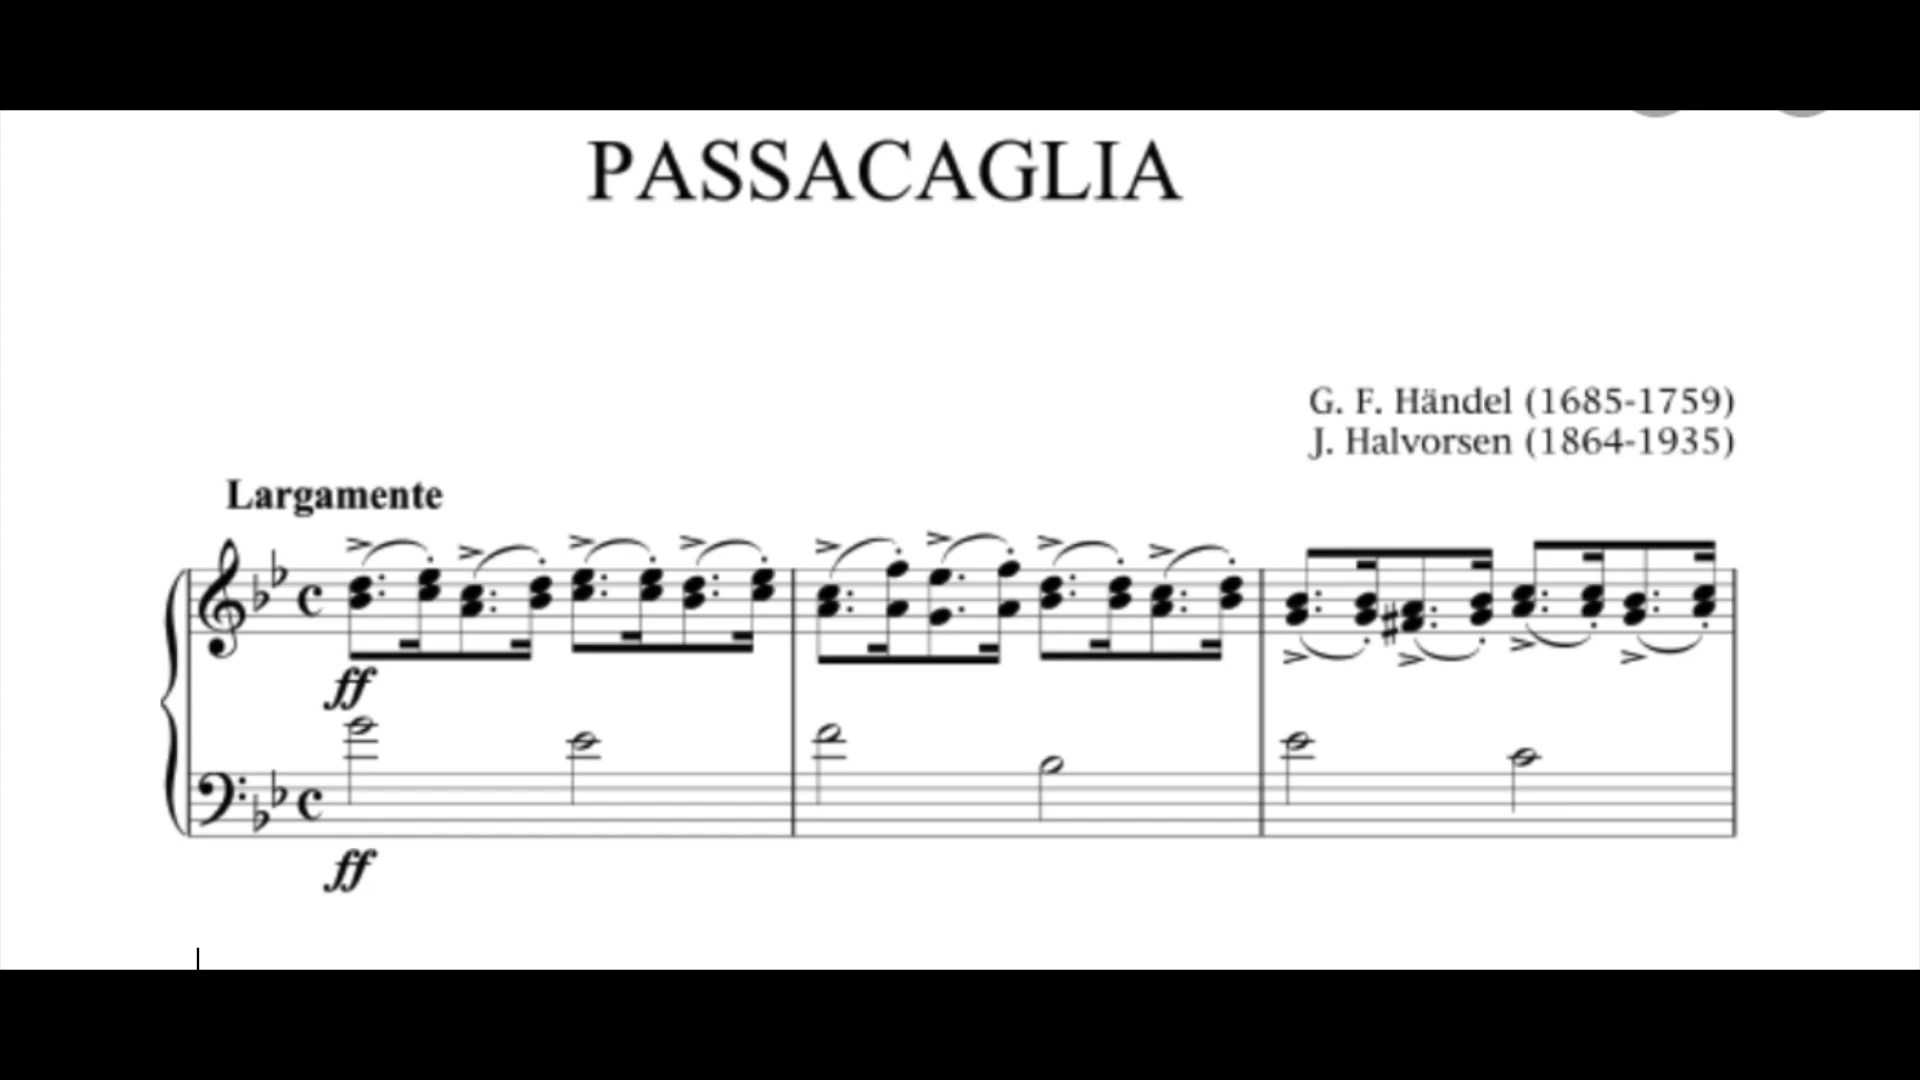 PASSACAGLIA
G. F. Händel (1685-1759)
J. Halvorsen (1864-1935)
Largamente
ff
ff